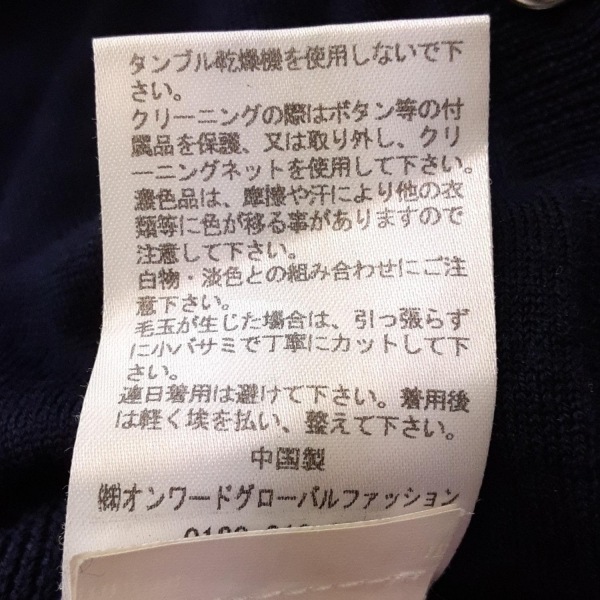 タンブル乾燥機を使用しないで下
さい。
クリーニングの際はボタン等の付
属品を保護、又は取り外し、クリ
ーニングネットを使用して下さい。
濃色品は、摩擦や汗により他の衣
類等に色が移る事がありますので
注意して下さい。
白物・淡色との組み合わせにご注
意下さい。
毛玉が生じた場合は、引っ張らず
に小バサミで丁寧にカットして下
さい。
連日着用は避けて下さい。着用後
は軽く埃を払い、整えて下さい。
中国製
㈱オンワードグローバルファッション